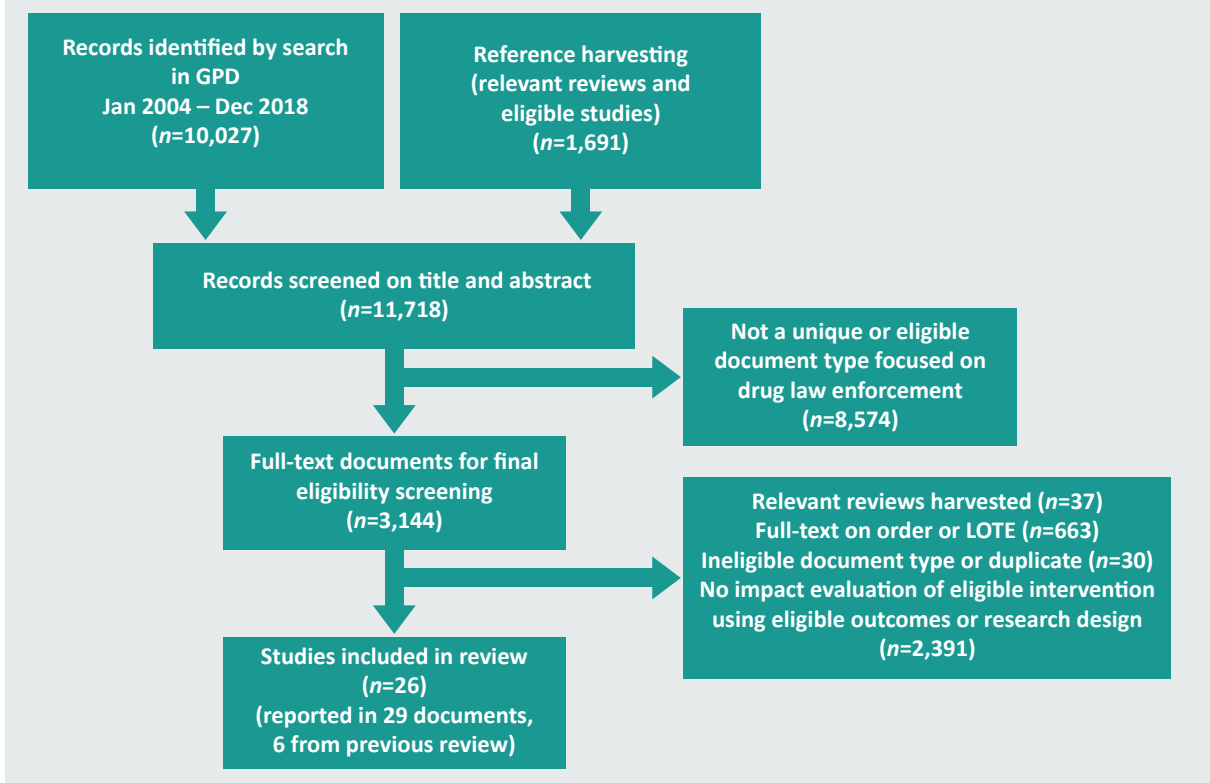 Records identified by search
in GPD
Jan 2004 – Dec 2018
(n=10,027)
Reference harvesting
(relevant reviews and
eligible studies)
(n=1,691)
Records screened on title and abstract
(n=11,718)
Not a unique or eligible
document type focused on
drug law enforcement
(n=8,574)
Full-text documents for final
eligibility screening
(n=3,144)
Relevant reviews harvested (n=37)
Full-text on order or LOTE (n=663)
Ineligible document type or duplicate (n=30)
No impact evaluation of eligible intervention
using eligible outcomes or research design
(n=2,391)
Studies included in review
(n=26)
(reported in 29 documents,
6 from previous review)